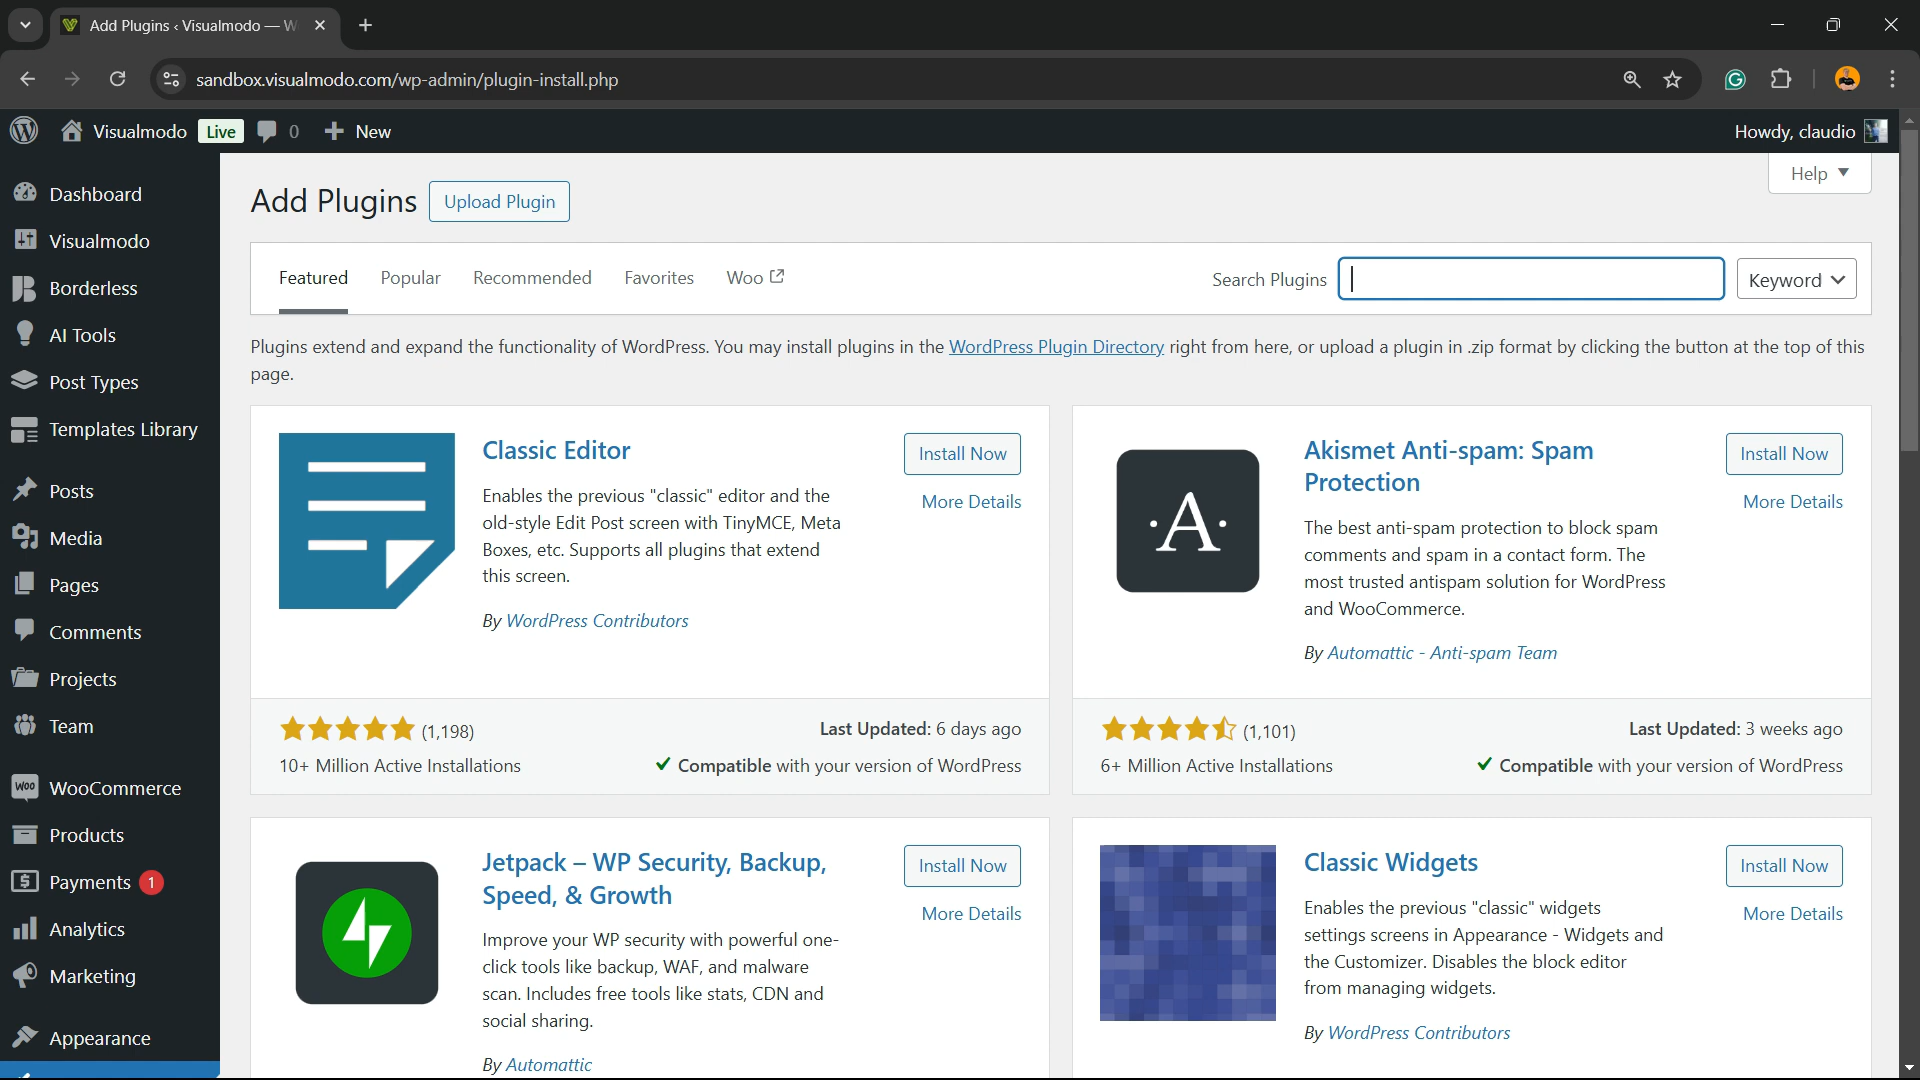 Add Plugins ‹ Visualmodo — W
sandbox.visualmodo.com/wp-admin/plugin-install.php
Visualmodo Live 0 New
Howdy, claudio
Dashboard
Visualmodo
Borderless
AI Tools
Post Types
Templates Library
Posts
Media
Pages
Comments
Projects
Team
WooCommerce
Products
Payments 1
Analytics
Marketing
Appearance
Help
Add Plugins Upload Plugin
Featured Popular Recommended Favorites Woo
Search Plugins Keyword
Plugins extend and expand the functionality of WordPress. You may install plugins in the WordPress Plugin Directory right from here, or upload a plugin in .zip format by clicking the button at the top of this
page.
Classic Editor
Install Now
More Details
Enables the previous "classic" editor and the
old-style Edit Post screen with TinyMCE, Meta
Boxes, etc. Supports all plugins that extend
this screen.
By WordPress Contributors
(1,198)
Last Updated: 6 days ago
10+ Million Active Installations
Compatible with your version of WordPress
·A·
Akismet Anti-spam: Spam
Protection
Install Now
More Details
The best anti-spam protection to block spam
comments and spam in a contact form. The
most trusted antispam solution for WordPress
and WooCommerce.
By Automattic - Anti-spam Team
(1,101)
Last Updated: 3 weeks ago
6+ Million Active Installations
Compatible with your version of WordPress
Jetpack – WP Security, Backup,
Speed, & Growth
Install Now
More Details
Improve your WP security with powerful one-
click tools like backup, WAF, and malware
scan. Includes free tools like stats, CDN and
social sharing.
By Automattic
Classic Widgets
Install Now
More Details
Enables the previous "classic" widgets
settings screens in Appearance - Widgets and
the Customizer. Disables the block editor
from managing widgets.
By WordPress Contributors